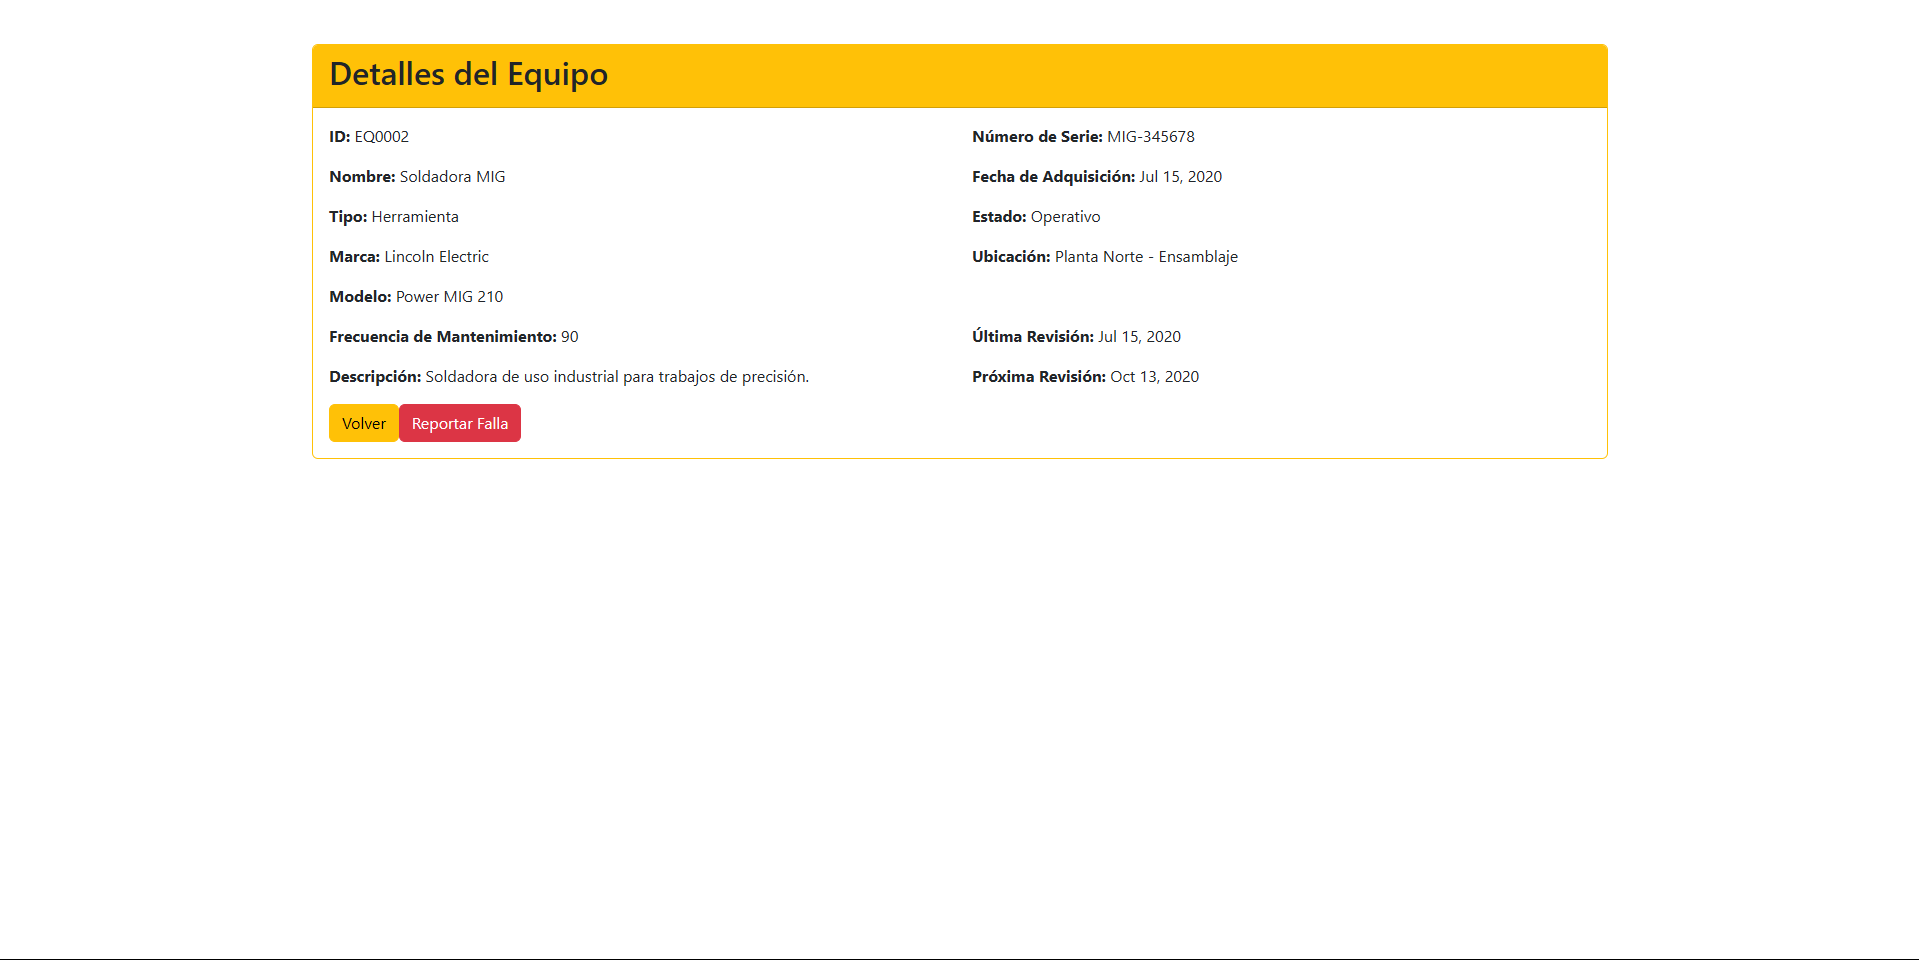 Detalles del Equipo
ID: EQ0002
Número de Serie: MIG-345678
Nombre: Soldadora MIG
Fecha de Adquisición: Jul 15, 2020
Tipo: Herramienta
Estado: Operativo
Marca: Lincoln Electric
Ubicación: Planta Norte - Ensamblaje
Modelo: Power MIG 210
Frecuencia de Mantenimiento: 90
Última Revisión: Jul 15, 2020
Descripción: Soldadora de uso industrial para trabajos de precisión.
Próxima Revisión: Oct 13, 2020
Volver
Reportar Falla